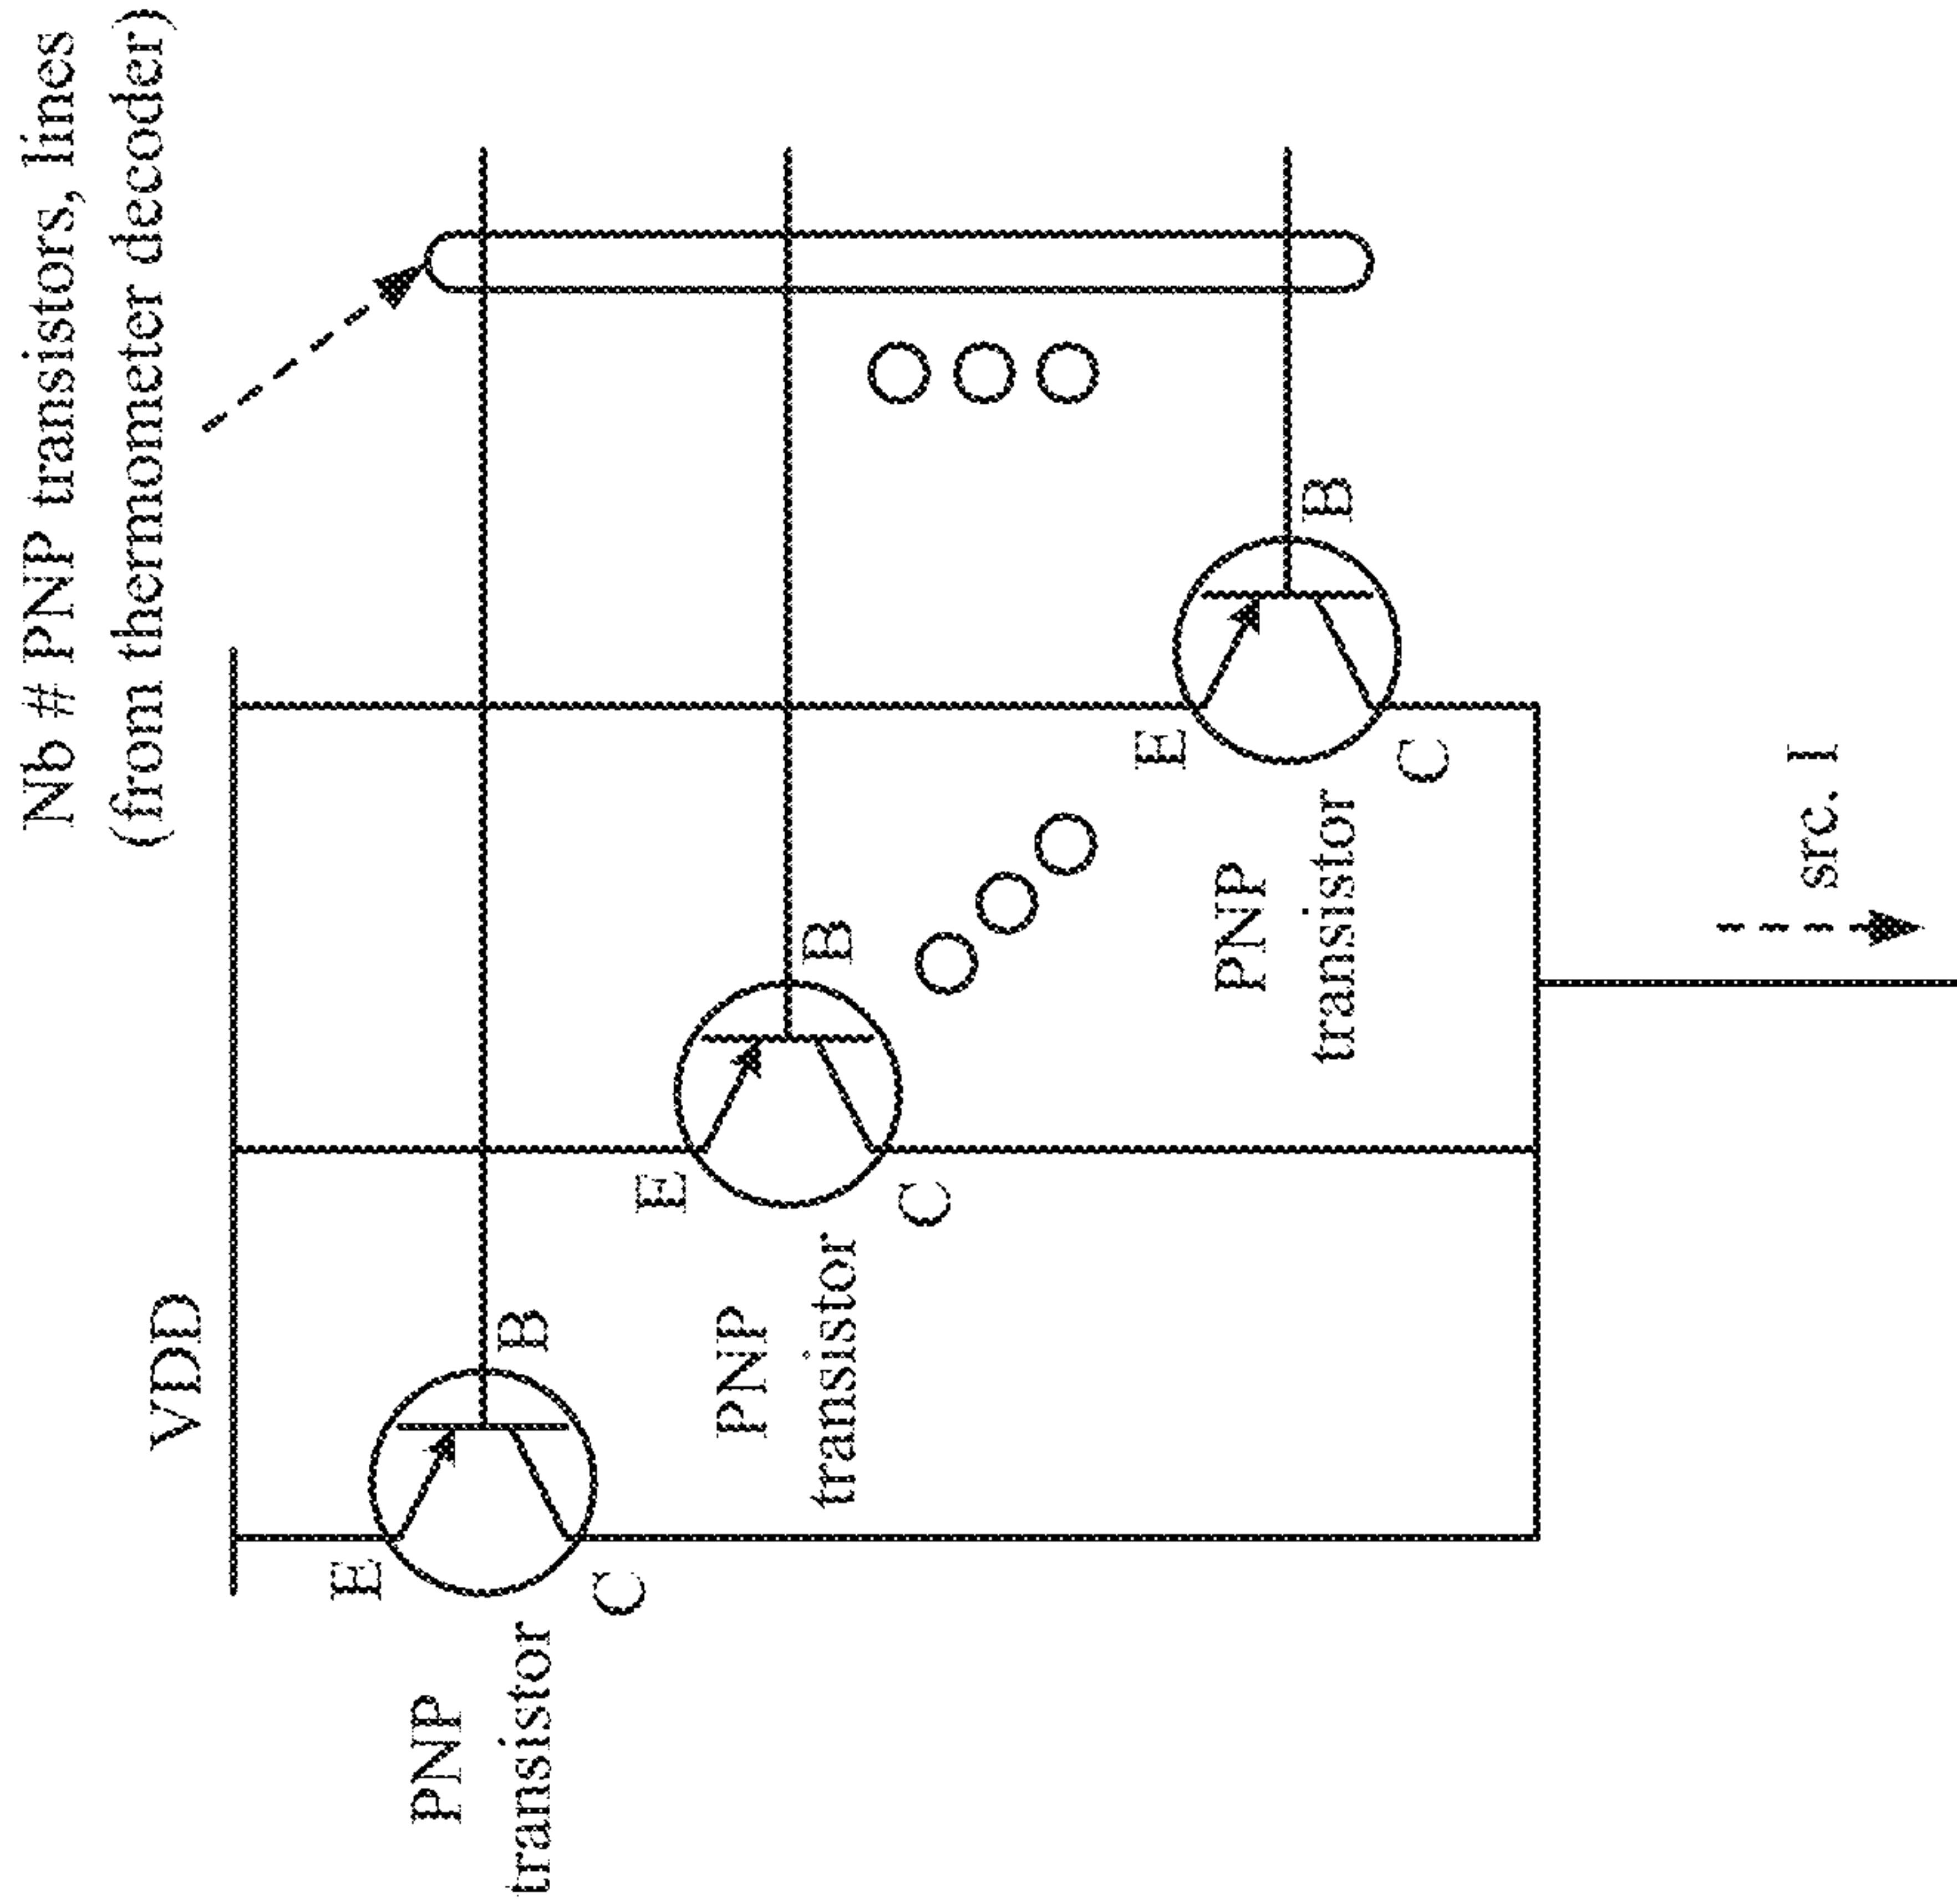 Nb # PNP transistors, lines
(from thermometer decoder)
VDD
E
B
C
PNP
transistor
E
B
C
PNP
transistor
E
B
C
PNP
transistor
src. I